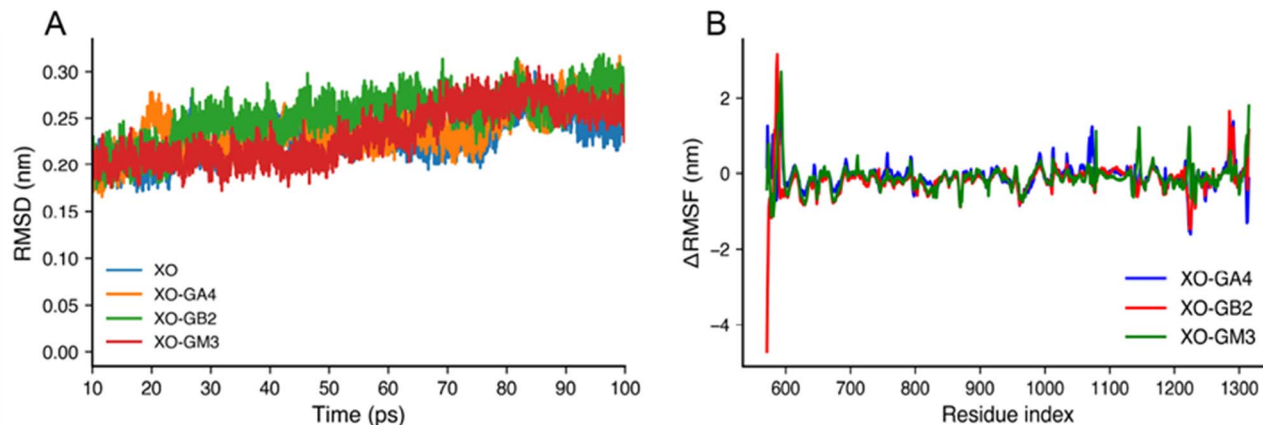 A
RMSD (nm)
0.30
0.25
0.20
0.15
0.10
0.05
0.00
XO
XO-GA4
XO-GB2
XO-GM3
10 20 30 40 50 60 70 80 90 100
Time (ps)
B
ΔRMSF (nm)
2
0
−2
−4
XO-GA4
XO-GB2
XO-GM3
600 700 800 900 1000 1100 1200 1300
Residue index